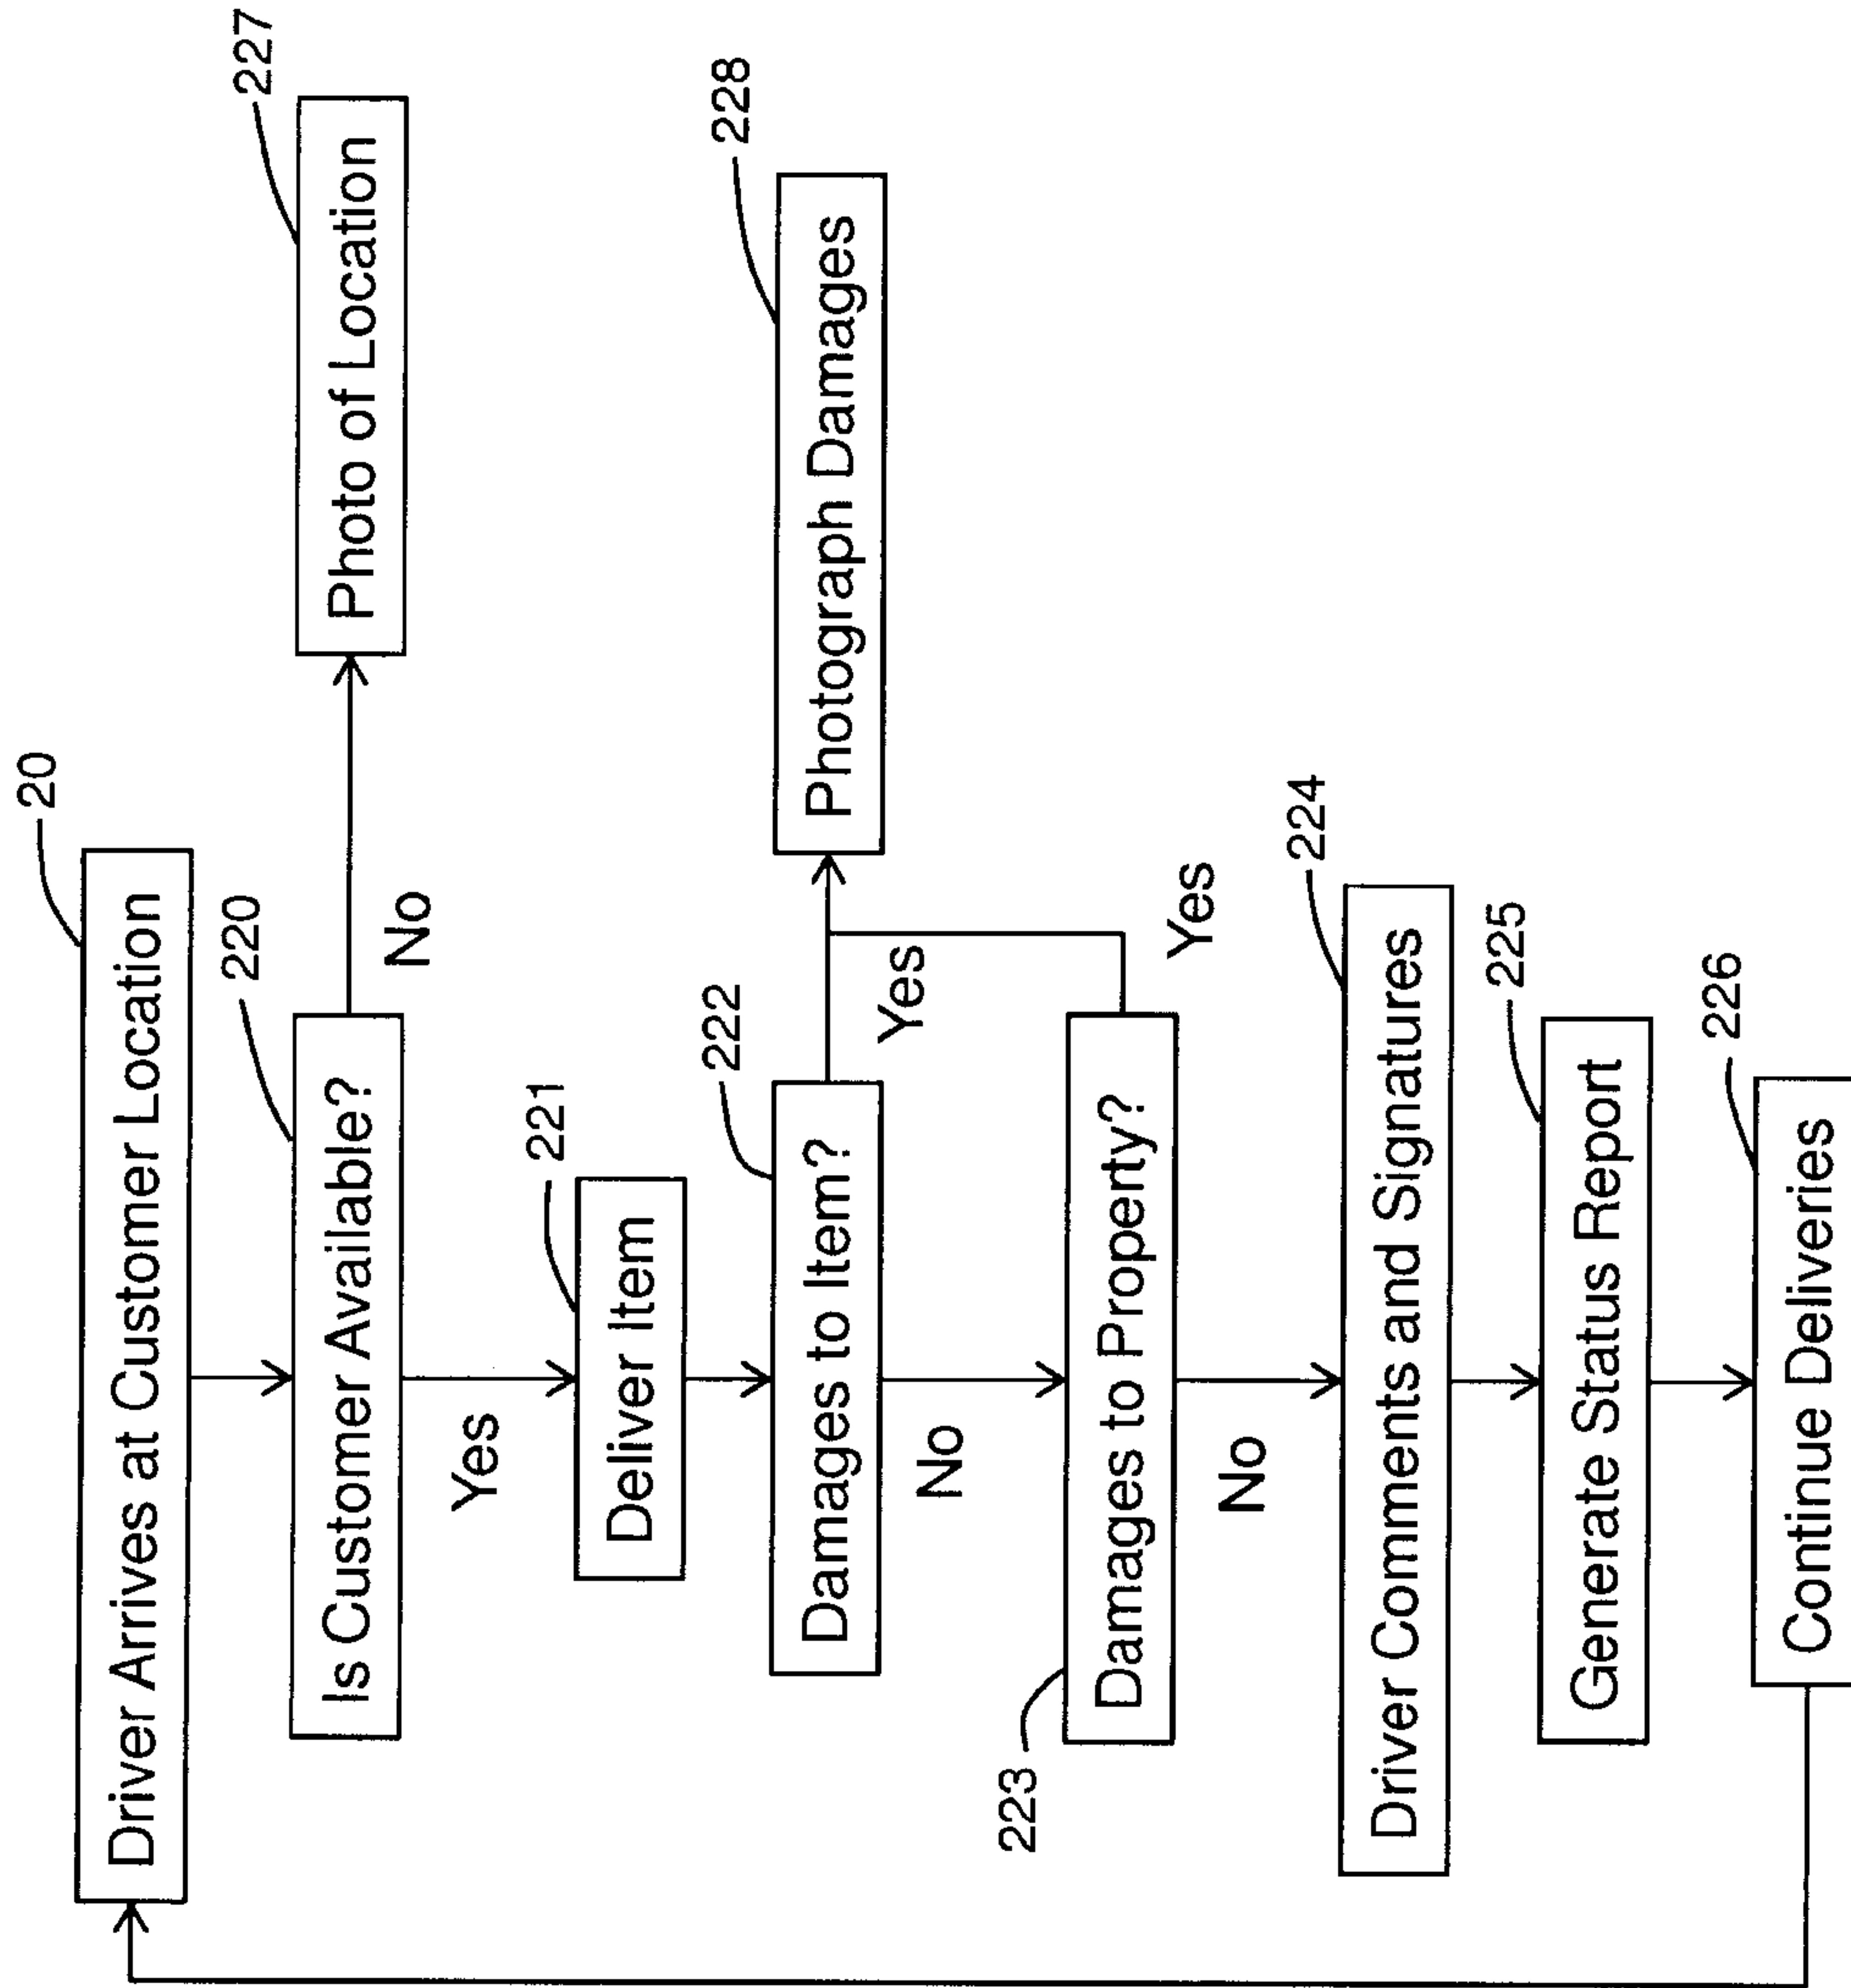 20
Driver Arrives at Customer Location
220
Is Customer Available?
No
227
Photo of Location
Yes
221
Deliver Item
222
Damages to Item?
Yes
228
Photograph Damages
No
223
Damages to Property?
Yes
No
224
Driver Comments and Signatures
225
Generate Status Report
226
Continue Deliveries